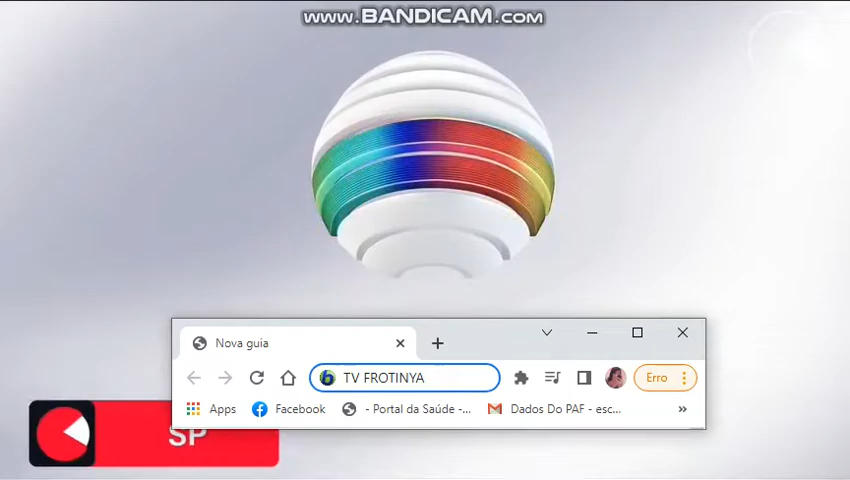 www.BANDICAM.com
Nova guia
TV FROTINYA
Erro
Apps
Facebook
- Portal da Saúde -...
Dados Do PAF - esc...
»
SP